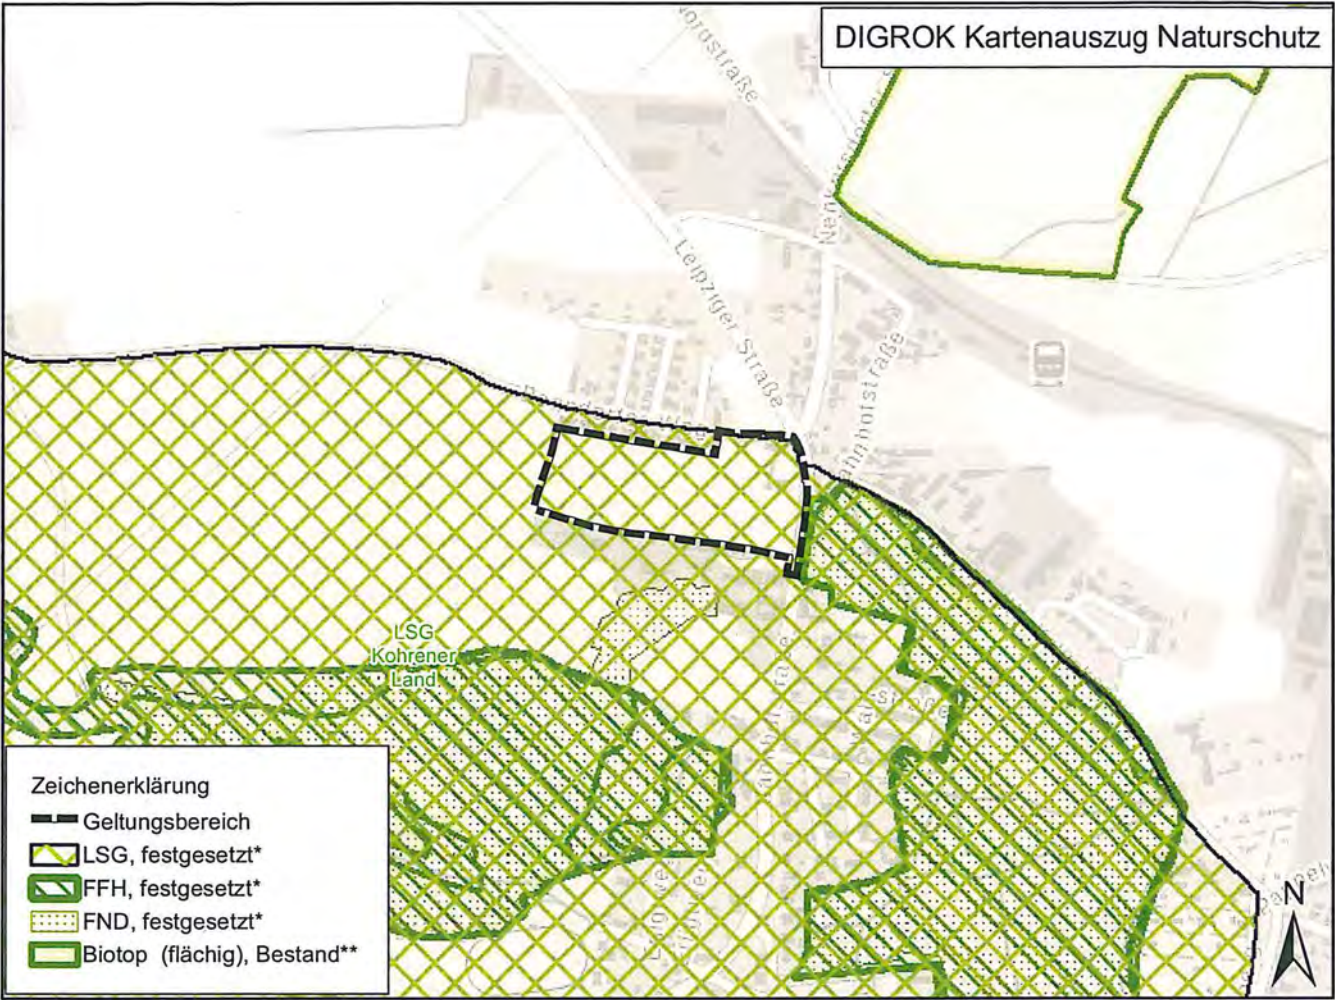 DIGROK Kartenauszug Naturschutz
Nordstraße
Leipziger Straße
LSG
Kohrener
Land
Zeichenerklärung
Geltungsbereich
LSG, festgesetzt*
FFH, festgesetzt*
FND, festgesetzt*
Biotop (flächig), Bestand**
N